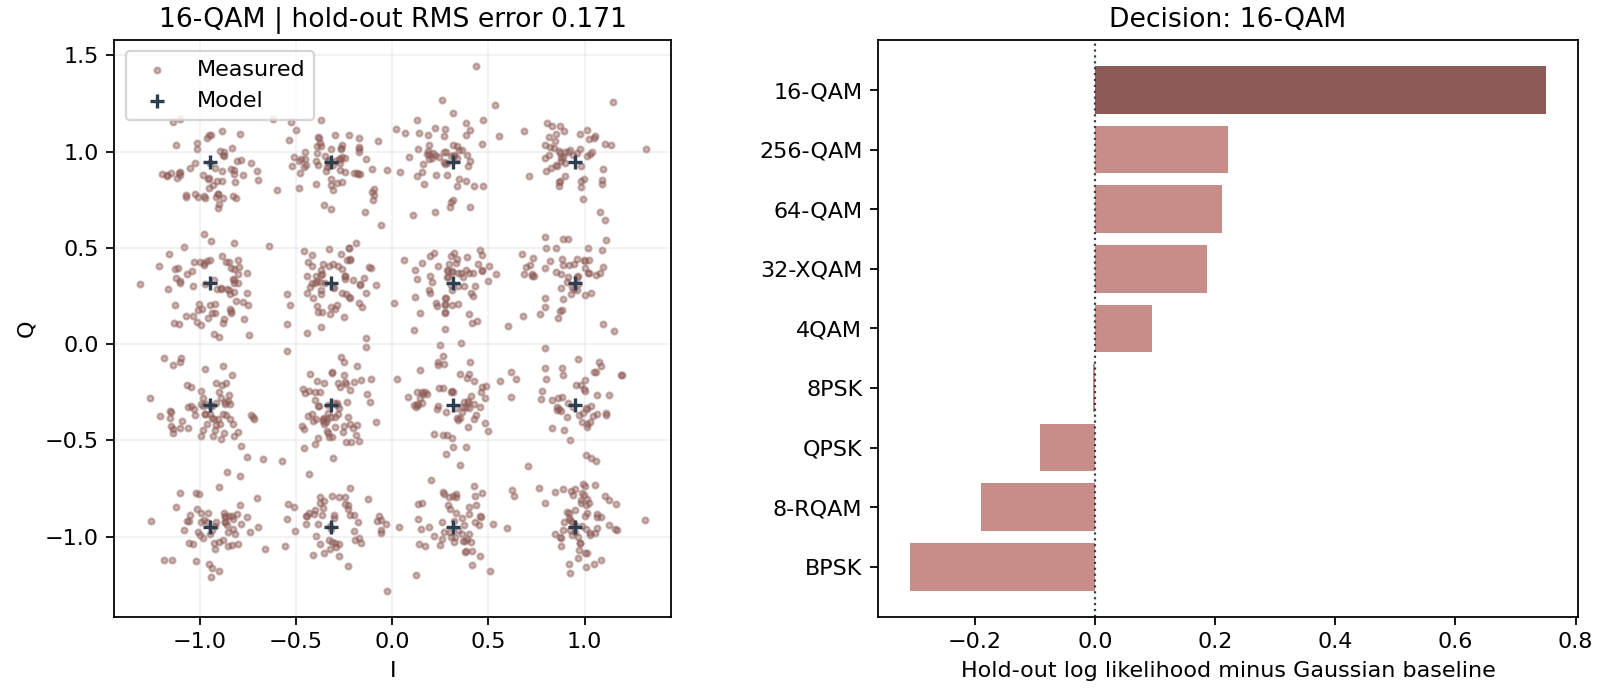 16-QAM | hold-out RMS error 0.171
Measured
Model
1.5
1.0
0.5
0.0
−0.5
−1.0
Q
−1.0
−0.5
0.0
0.5
1.0
I
Decision: 16-QAM
16-QAM
256-QAM
64-QAM
32-XQAM
4QAM
8PSK
QPSK
8-RQAM
BPSK
−0.2
0.0
0.2
0.4
0.6
0.8
Hold-out log likelihood minus Gaussian baseline